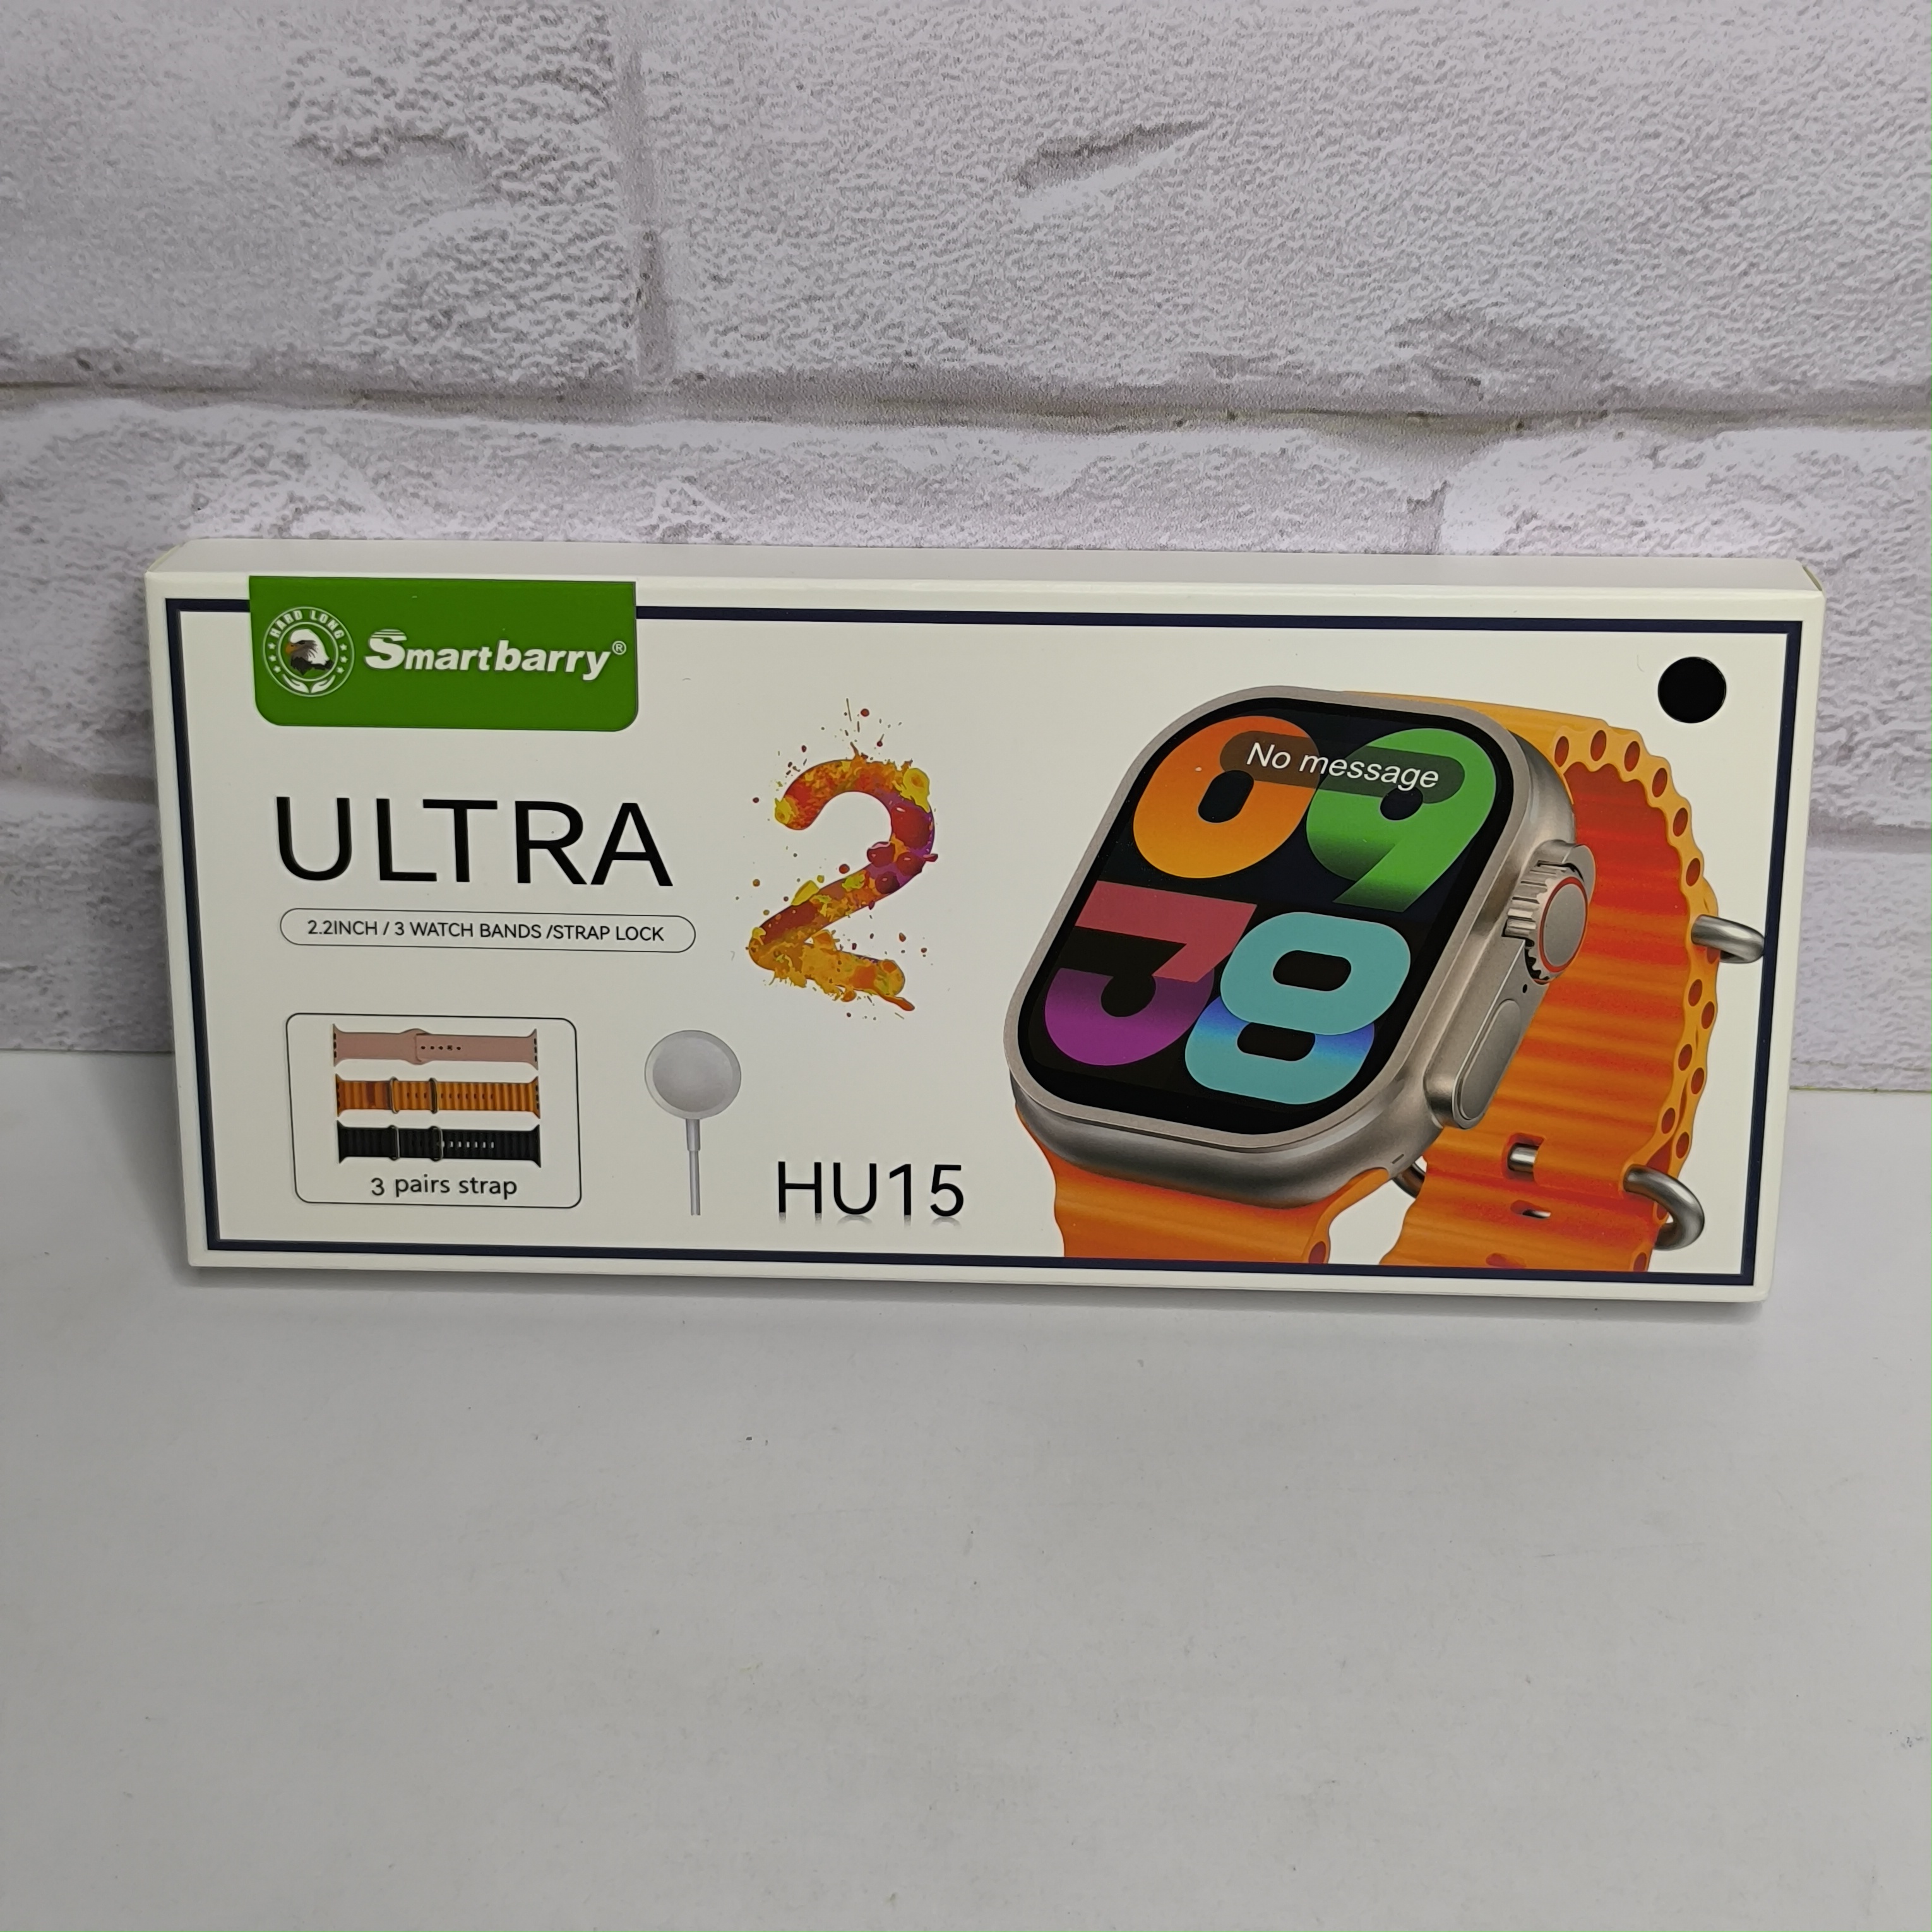 HARD LONG
Smartbarry®
ULTRA 2
2.2INCH / 3 WATCH BANDS /STRAP LOCK
3 pairs strap
HU15
No message
09
38